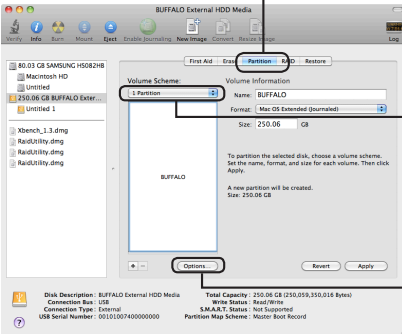 BUFFALO External HDD Media
Verify Info Burn Mount Eject Enable Journaling New Image Convert Resize Image Log
80.03 GB SAMSUNG HS082HB
Macintosh HD
Untitled
250.06 GB BUFFALO Exter...
Untitled 1
Xbench_1.3.dmg
RaidUtility.dmg
RaidUtility.dmg
RaidUtility.dmg
First Aid Erase Partition RAID Restore
Volume Scheme:
1 Partition
BUFFALO
+ − Options...
Volume Information
Name: BUFFALO
Format: Mac OS Extended (Journaled)
Size: 250.06 GB
To partition the selected disk, choose a volume scheme.
Set the name, format, and size for each volume. Then click
Apply.
A new partition will be created.
Size: 250.06 GB
Revert Apply
Disk Description : BUFFALO External HDD Media
Connection Bus : USB
Connection Type : External
USB Serial Number : 00101007400000000
Total Capacity : 250.06 GB (250,059,350,016 Bytes)
Write Status : Read/Write
S.M.A.R.T. Status : Not Supported
Partition Map Scheme : Master Boot Record
?